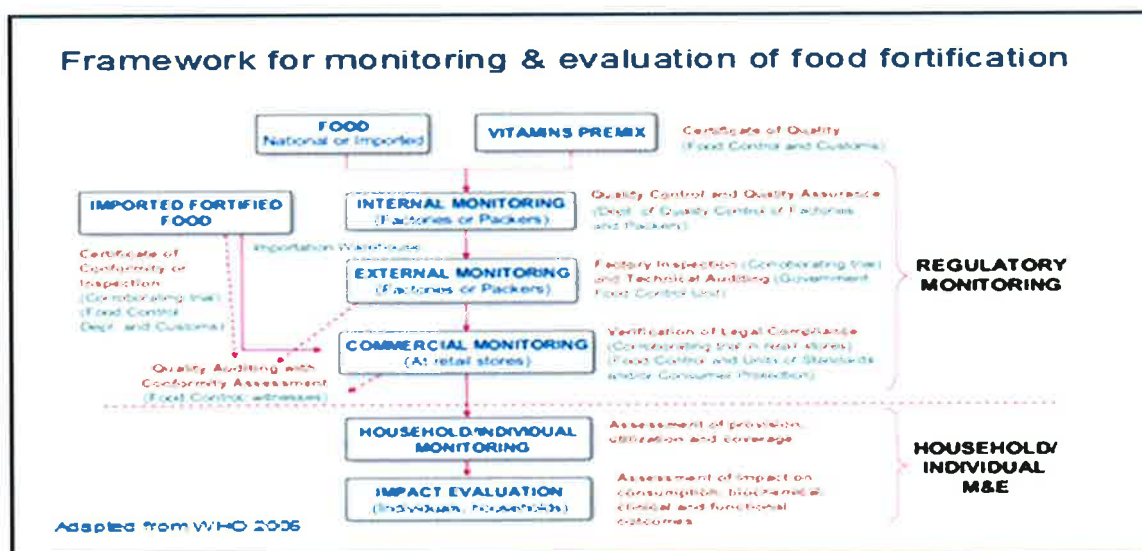 Framework for monitoring & evaluation of food fortification
FOOD
National or Imported
VITAMINS PREMIX
Certificate of Quality
(Food Control and Customs)
IMPORTED FORTIFIED
FOOD
INTERNAL MONITORING
(Factories or Packers)
Quality Control and Quality Assurance
(Dept. of Quality Control of Factories
and Packers)
Importation Warehouse
Certificate of
Conformity or
Inspection
(Corroborating trial)
(Food Control
Dept. and Customs)
EXTERNAL MONITORING
(Factories or Packers)
Factory Inspection (Corroborating trial)
and Technical Auditing (Government
Food Control Unit)
REGULATORY
MONITORING
COMMERCIAL MONITORING
(At retail stores)
Verification of Legal Compliance
(Corroborating trial in retail stores)
(Food Control and Units of Standards
and/or Consumer Protection)
Quality Auditing with
Conformity Assessment
(Food Control, witnesses)
HOUSEHOLD/INDIVIDUAL
MONITORING
Assessment of provision,
utilization and coverage
HOUSEHOLD/
INDIVIDUAL
M&E
IMPACT EVALUATION
(Individuals, households)
Assessment of impact on
consumption, biochemical,
clinical and functional
outcomes
Adapted from WHO 2006